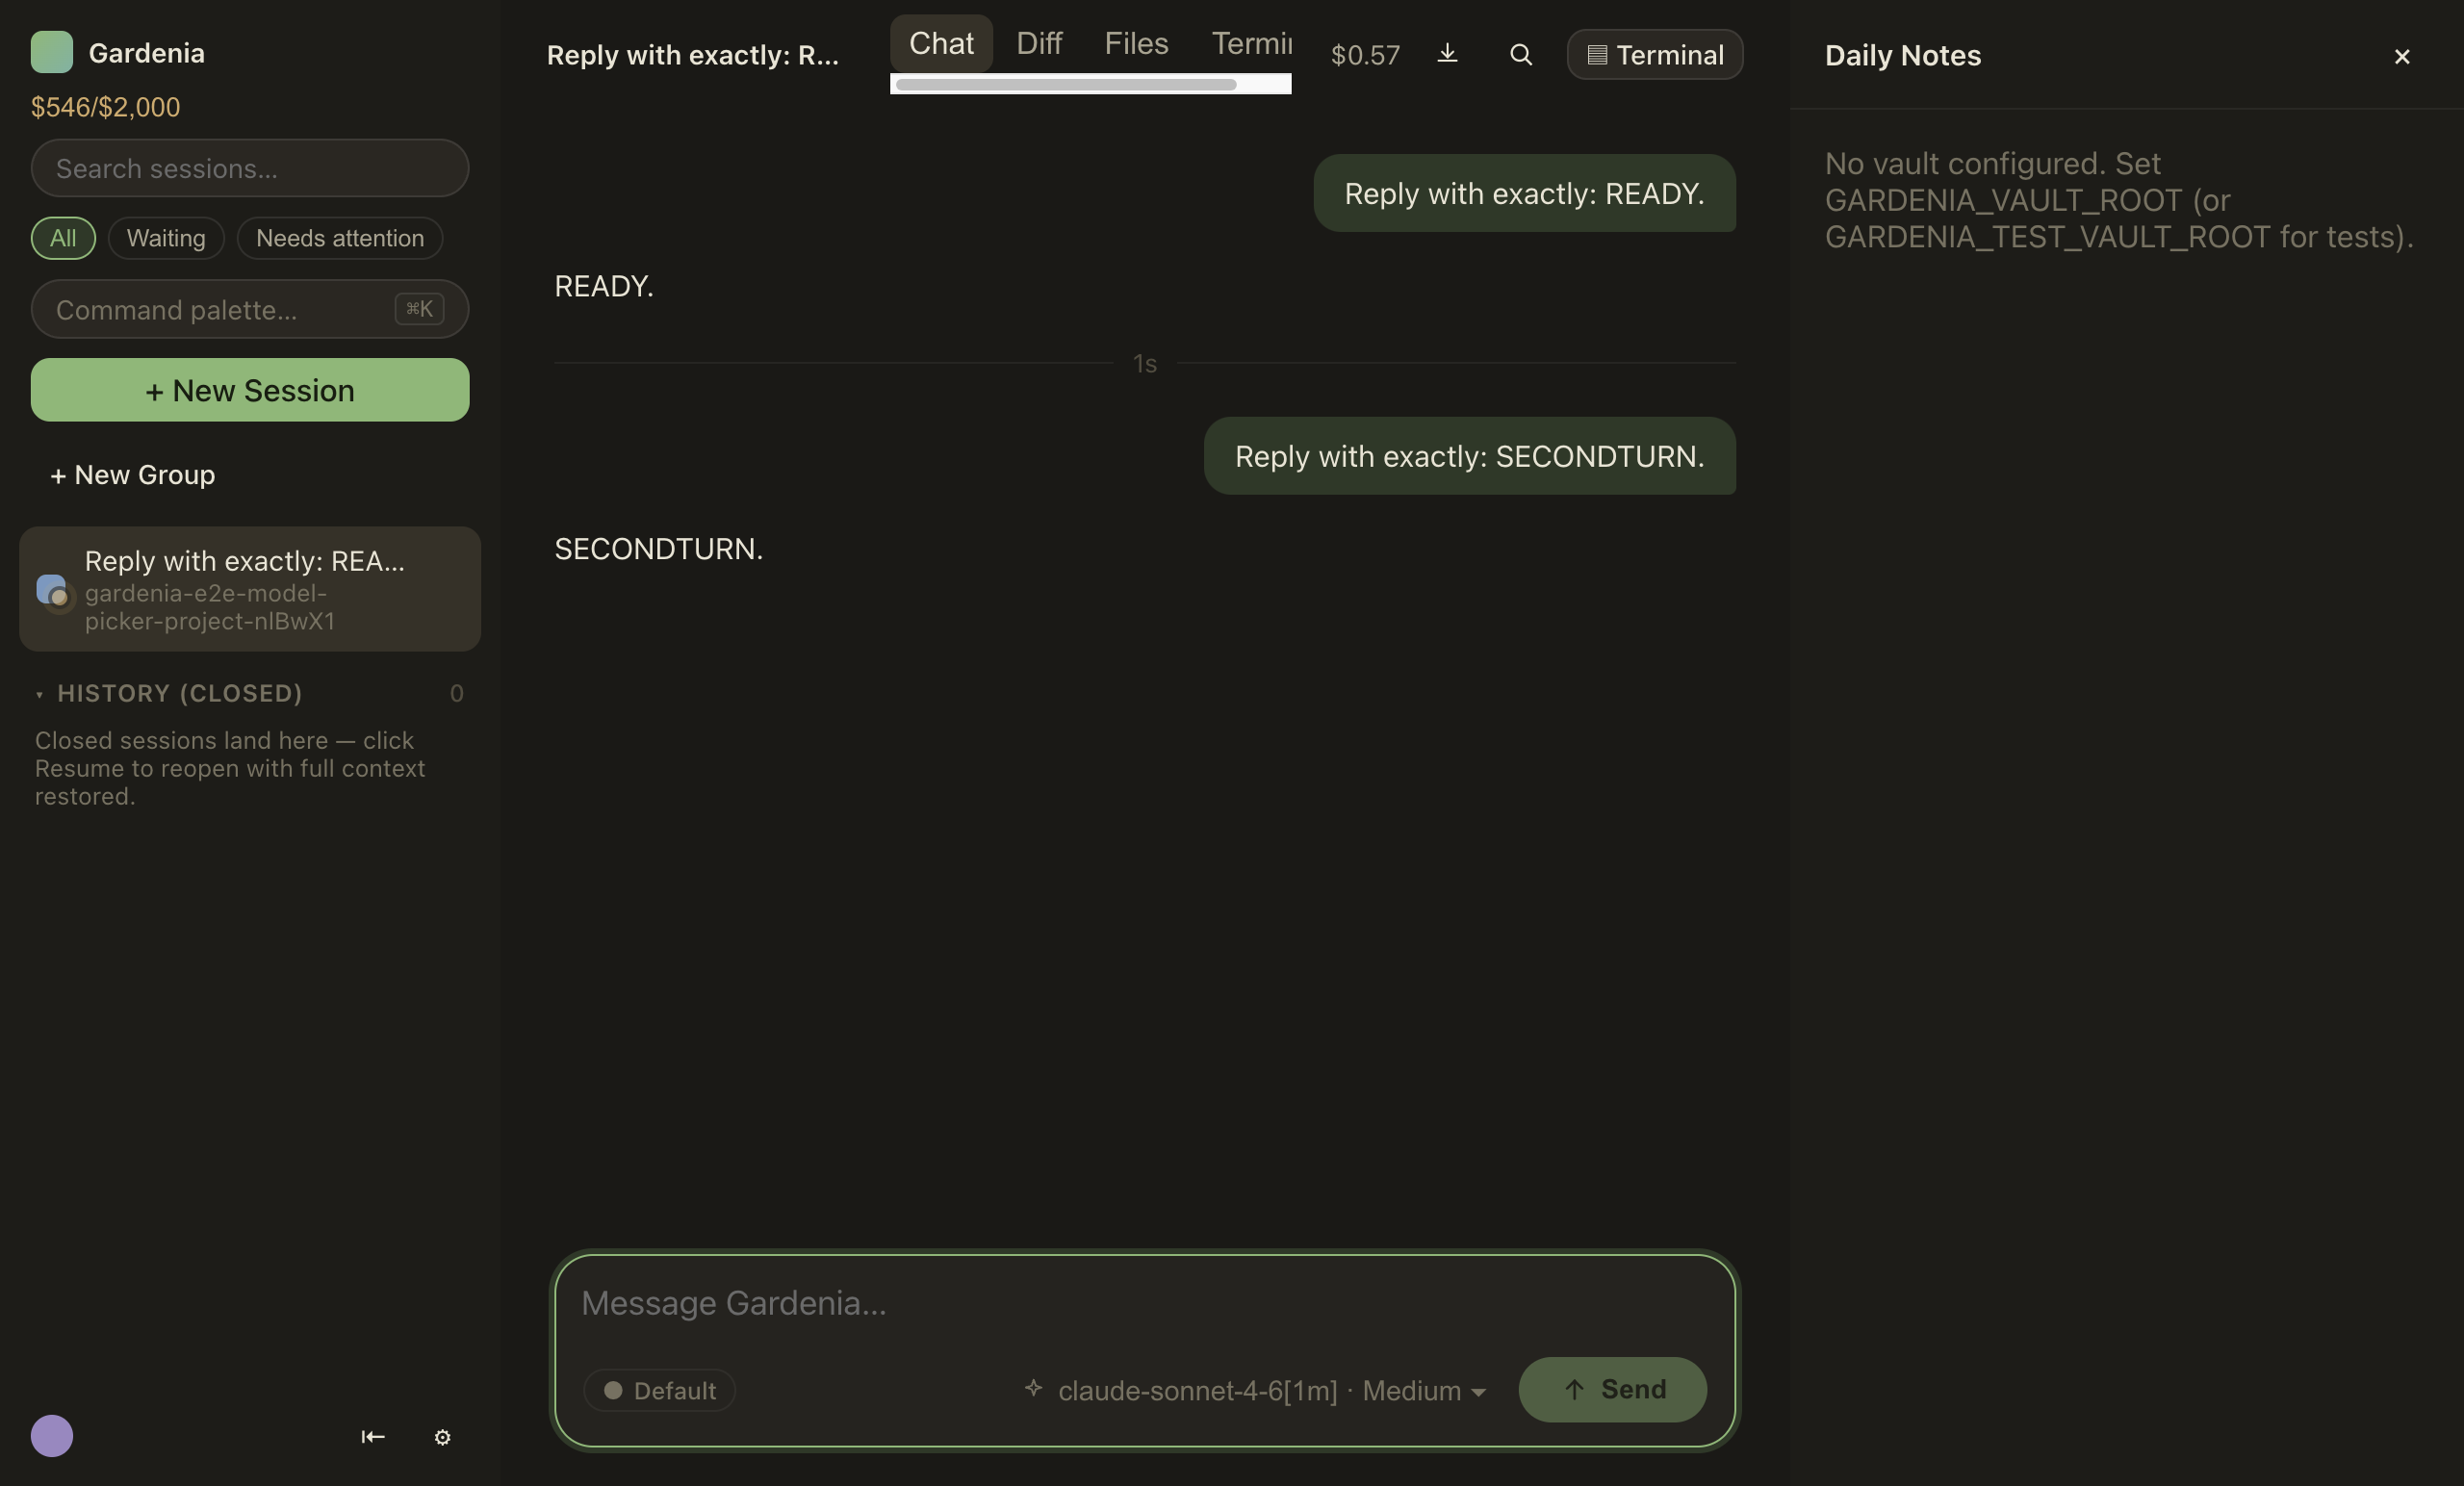 Gardenia
$546/$2,000
Search sessions...
All
Waiting
Needs attention
Command palette...
⌘K
+ New Session
+ New Group
Reply with exactly: REA...
gardenia-e2e-model-
picker-project-nlBwX1
▾ HISTORY (CLOSED) 0
Closed sessions land here — click
Resume to reopen with full context
restored.
Reply with exactly: R...
Chat
Diff
Files
Termin
$0.57
Terminal
Reply with exactly: READY.
READY.
1s
Reply with exactly: SECONDTURN.
SECONDTURN.
Message Gardenia...
Default
claude-sonnet-4-6[1m] · Medium
Send
Daily Notes
No vault configured. Set
GARDENIA_VAULT_ROOT (or
GARDENIA_TEST_VAULT_ROOT for tests).